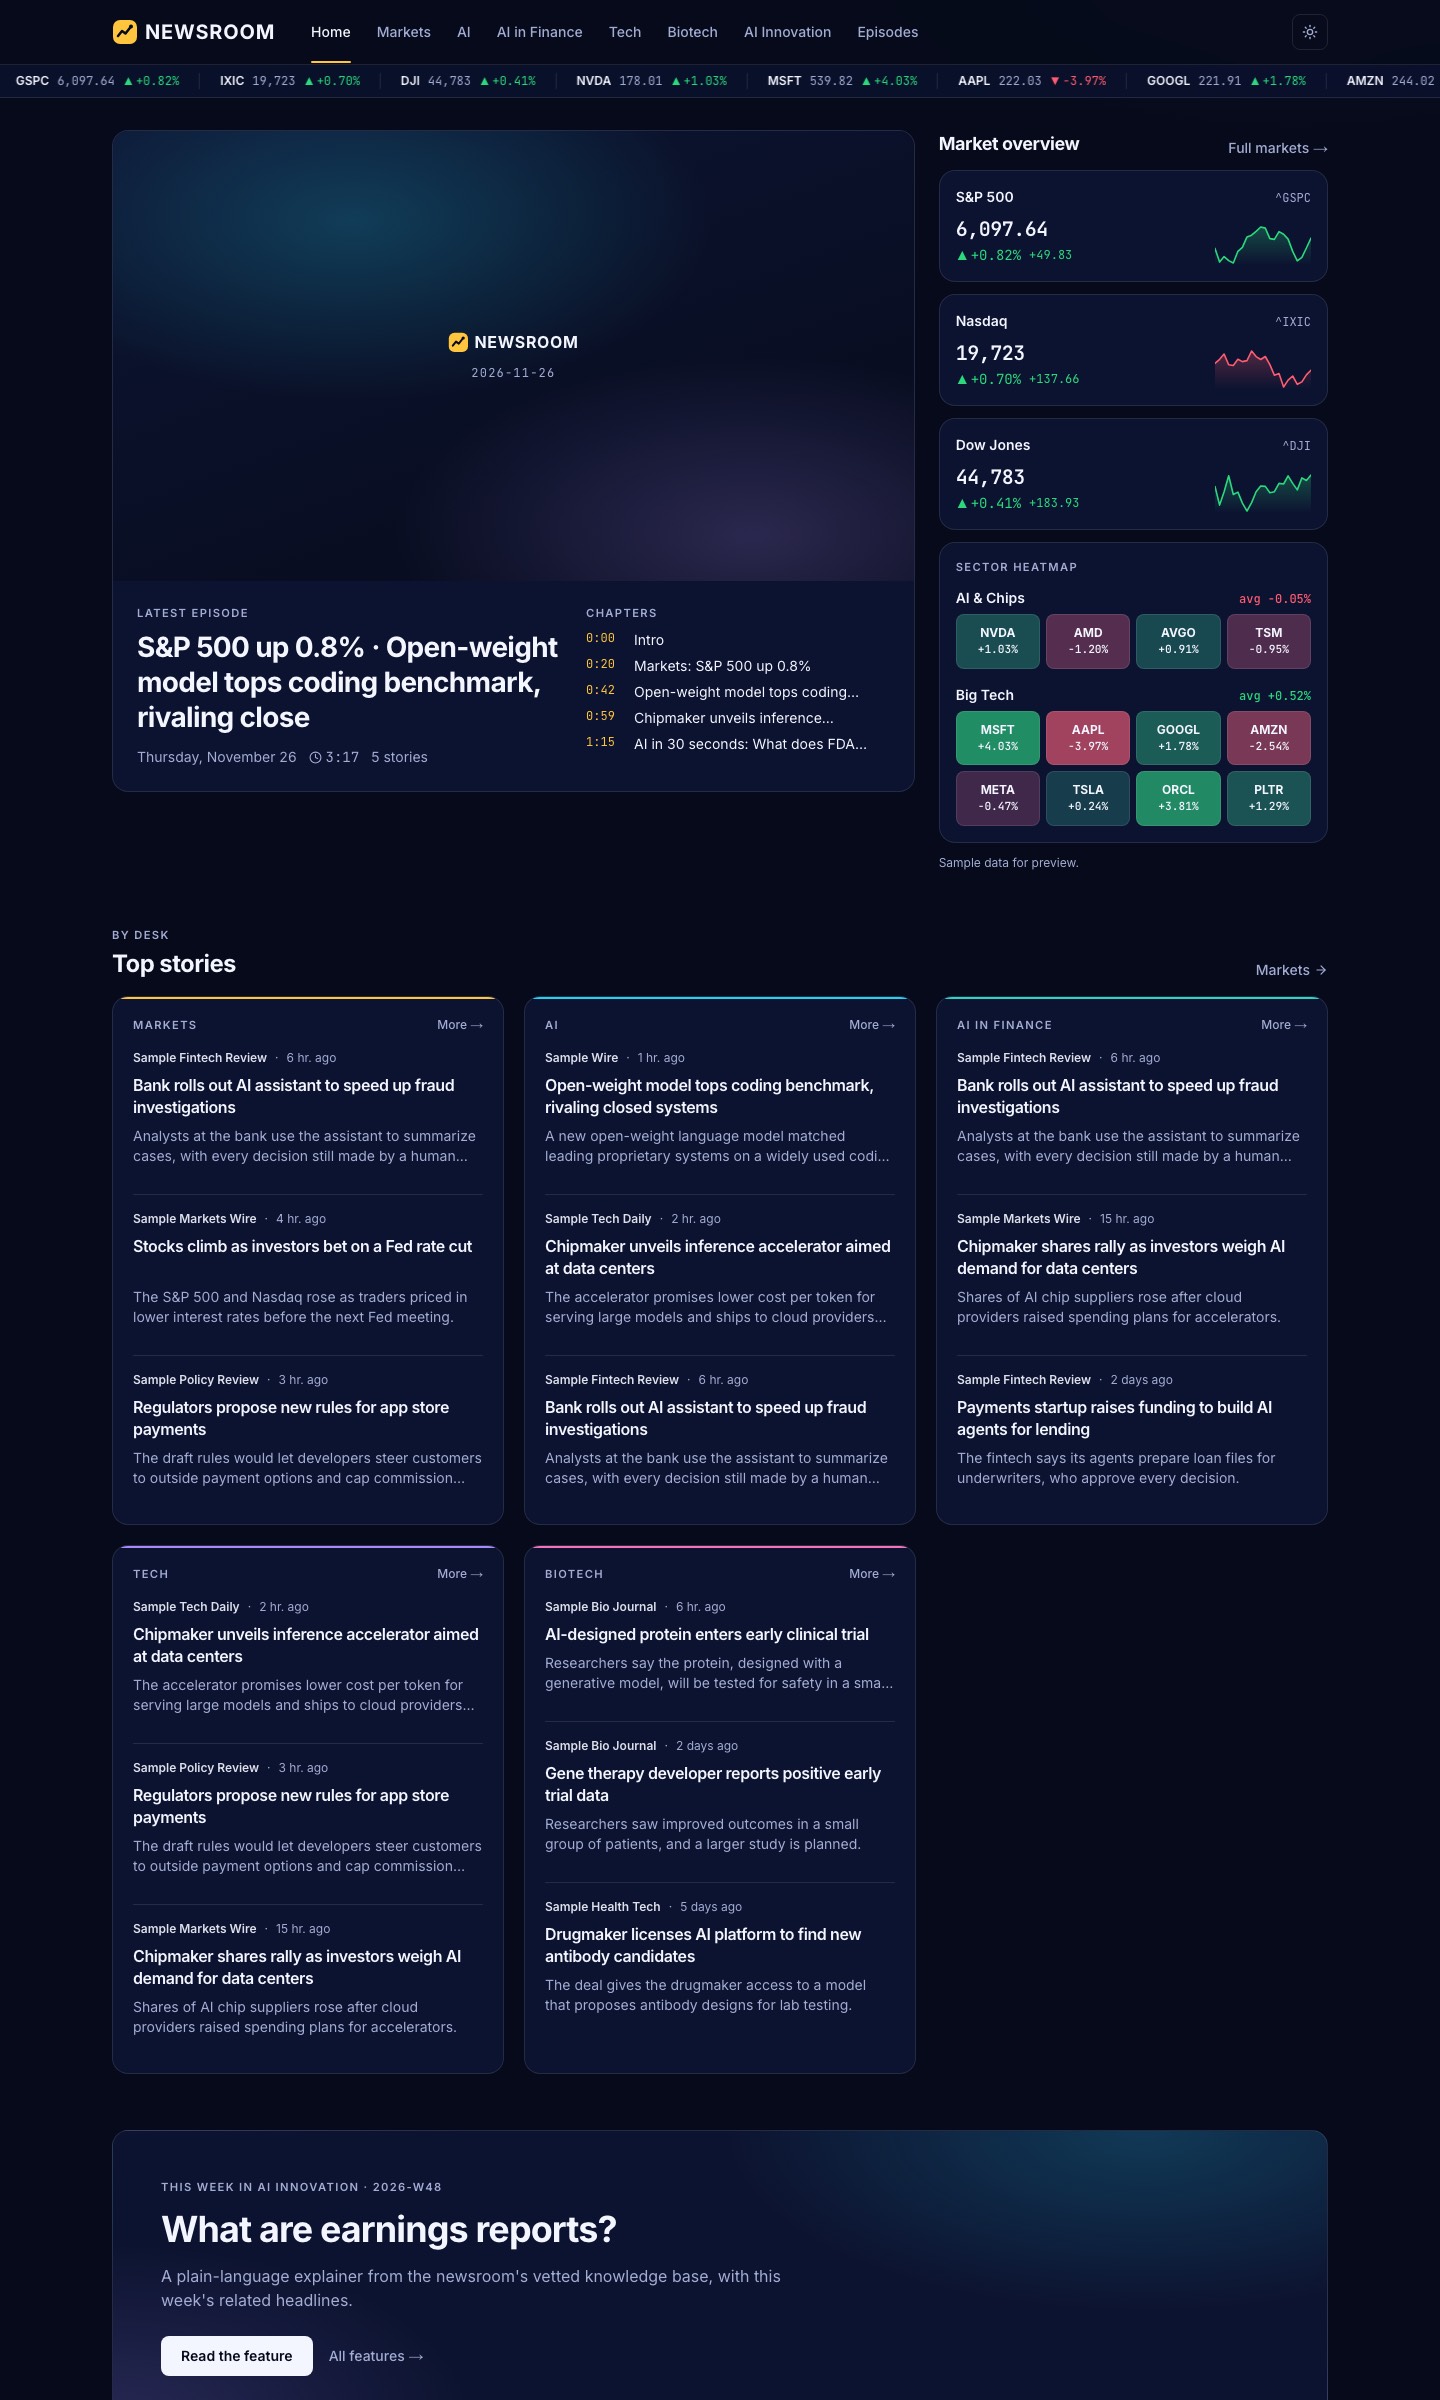 NEWSROOM
Home Markets AI AI in Finance Tech Biotech AI Innovation Episodes
GSPC 6,097.64 ▲+0.82% IXIC 19,723 ▲+0.70% DJI 44,783 ▲+0.41% NVDA 178.01 ▲+1.03% MSFT 539.82 ▲+4.03% AAPL 222.03 ▼-3.97% GOOGL 221.91 ▲+1.78% AMZN 244.02
NEWSROOM
2026-11-26
LATEST EPISODE
S&P 500 up 0.8% · Open-weight
model tops coding benchmark,
rivaling close
Thursday, November 26 3:17 5 stories
CHAPTERS
0:00 Intro
0:20 Markets: S&P 500 up 0.8%
0:42 Open-weight model tops coding...
0:59 Chipmaker unveils inference...
1:15 AI in 30 seconds: What does FDA...
Market overview
Full markets →
S&P 500 ^GSPC
6,097.64
▲+0.82% +49.83
Nasdaq ^IXIC
19,723
▲+0.70% +137.66
Dow Jones ^DJI
44,783
▲+0.41% +183.93
SECTOR HEATMAP
AI & Chips avg -0.05%
NVDA AMD AVGO TSM
+1.03% -1.20% +0.91% -0.95%
Big Tech avg +0.52%
MSFT AAPL GOOGL AMZN
+4.03% -3.97% +1.78% -2.54%
META TSLA ORCL PLTR
-0.47% +0.24% +3.81% +1.29%
Sample data for preview.
BY DESK
Top stories
Markets →
MARKETS More →
Sample Fintech Review · 6 hr. ago
Bank rolls out AI assistant to speed up fraud
investigations
Analysts at the bank use the assistant to summarize
cases, with every decision still made by a human...
Sample Markets Wire · 4 hr. ago
Stocks climb as investors bet on a Fed rate cut
The S&P 500 and Nasdaq rose as traders priced in
lower interest rates before the next Fed meeting.
Sample Policy Review · 3 hr. ago
Regulators propose new rules for app store
payments
The draft rules would let developers steer customers
to outside payment options and cap commission...
AI More →
Sample Wire · 1 hr. ago
Open-weight model tops coding benchmark,
rivaling closed systems
A new open-weight language model matched
leading proprietary systems on a widely used codi...
Sample Tech Daily · 2 hr. ago
Chipmaker unveils inference accelerator aimed
at data centers
The accelerator promises lower cost per token for
serving large models and ships to cloud providers...
Sample Fintech Review · 6 hr. ago
Bank rolls out AI assistant to speed up fraud
investigations
Analysts at the bank use the assistant to summarize
cases, with every decision still made by a human...
AI IN FINANCE More →
Sample Fintech Review · 6 hr. ago
Bank rolls out AI assistant to speed up fraud
investigations
Analysts at the bank use the assistant to summarize
cases, with every decision still made by a human...
Sample Markets Wire · 15 hr. ago
Chipmaker shares rally as investors weigh AI
demand for data centers
Shares of AI chip suppliers rose after cloud
providers raised spending plans for accelerators.
Sample Fintech Review · 2 days ago
Payments startup raises funding to build AI
agents for lending
The fintech says its agents prepare loan files for
underwriters, who approve every decision.
TECH More →
Sample Tech Daily · 2 hr. ago
Chipmaker unveils inference accelerator aimed
at data centers
The accelerator promises lower cost per token for
serving large models and ships to cloud providers...
Sample Policy Review · 3 hr. ago
Regulators propose new rules for app store
payments
The draft rules would let developers steer customers
to outside payment options and cap commission...
Sample Markets Wire · 15 hr. ago
Chipmaker shares rally as investors weigh AI
demand for data centers
Shares of AI chip suppliers rose after cloud
providers raised spending plans for accelerators.
BIOTECH More →
Sample Bio Journal · 6 hr. ago
AI-designed protein enters early clinical trial
Researchers say the protein, designed with a
generative model, will be tested for safety in a sma...
Sample Bio Journal · 2 days ago
Gene therapy developer reports positive early
trial data
Researchers saw improved outcomes in a small
group of patients, and a larger study is planned.
Sample Health Tech · 5 days ago
Drugmaker licenses AI platform to find new
antibody candidates
The deal gives the drugmaker access to a model
that proposes antibody designs for lab testing.
THIS WEEK IN AI INNOVATION · 2026-W48
What are earnings reports?
A plain-language explainer from the newsroom's vetted knowledge base, with this
week's related headlines.
Read the feature All features →